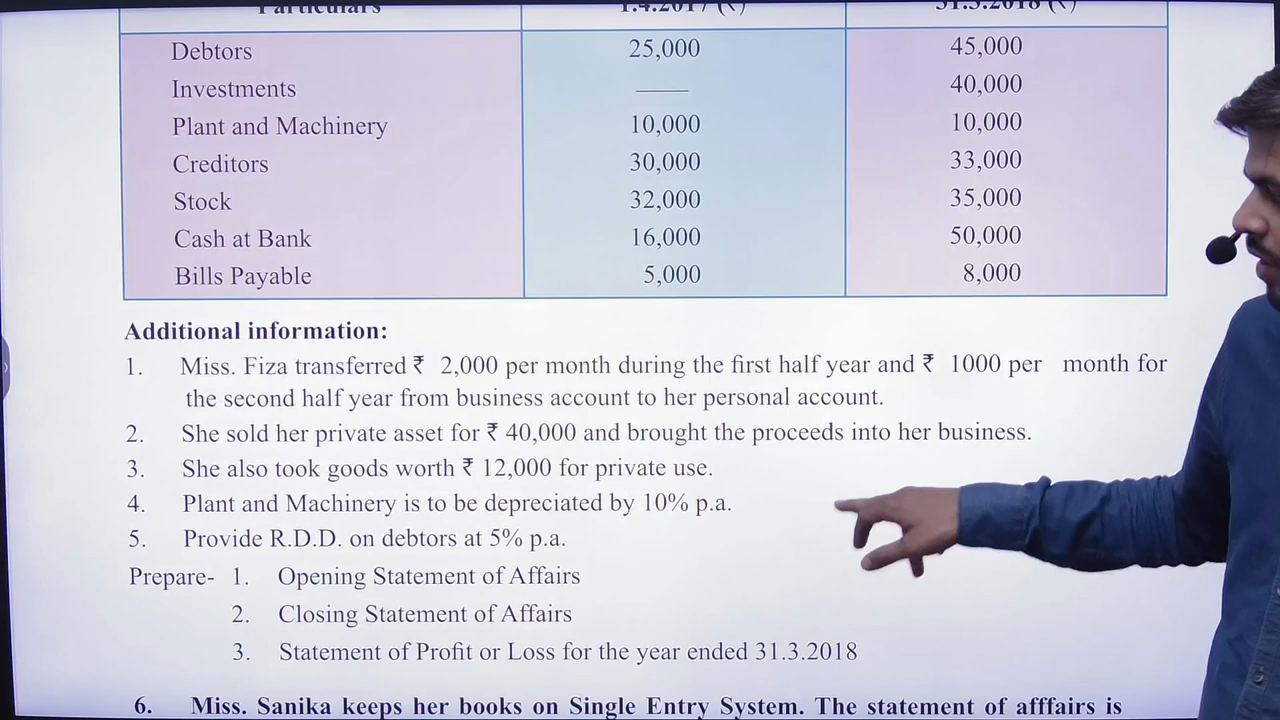 Particulars 1.4.2017 (₹) 31.3.2018 (₹)
Debtors 25,000 45,000
Investments —— 40,000
Plant and Machinery 10,000 10,000
Creditors 30,000 33,000
Stock 32,000 35,000
Cash at Bank 16,000 50,000
Bills Payable 5,000 8,000
Additional information:
1. Miss. Fiza transferred ₹ 2,000 per month during the first half year and ₹ 1000 per month for
the second half year from business account to her personal account.
2. She sold her private asset for ₹ 40,000 and brought the proceeds into her business.
3. She also took goods worth ₹ 12,000 for private use.
4. Plant and Machinery is to be depreciated by 10% p.a.
5. Provide R.D.D. on debtors at 5% p.a.
Prepare- 1. Opening Statement of Affairs
2. Closing Statement of Affairs
3. Statement of Profit or Loss for the year ended 31.3.2018
6. Miss. Sanika keeps her books on Single Entry System. The statement of afffairs is